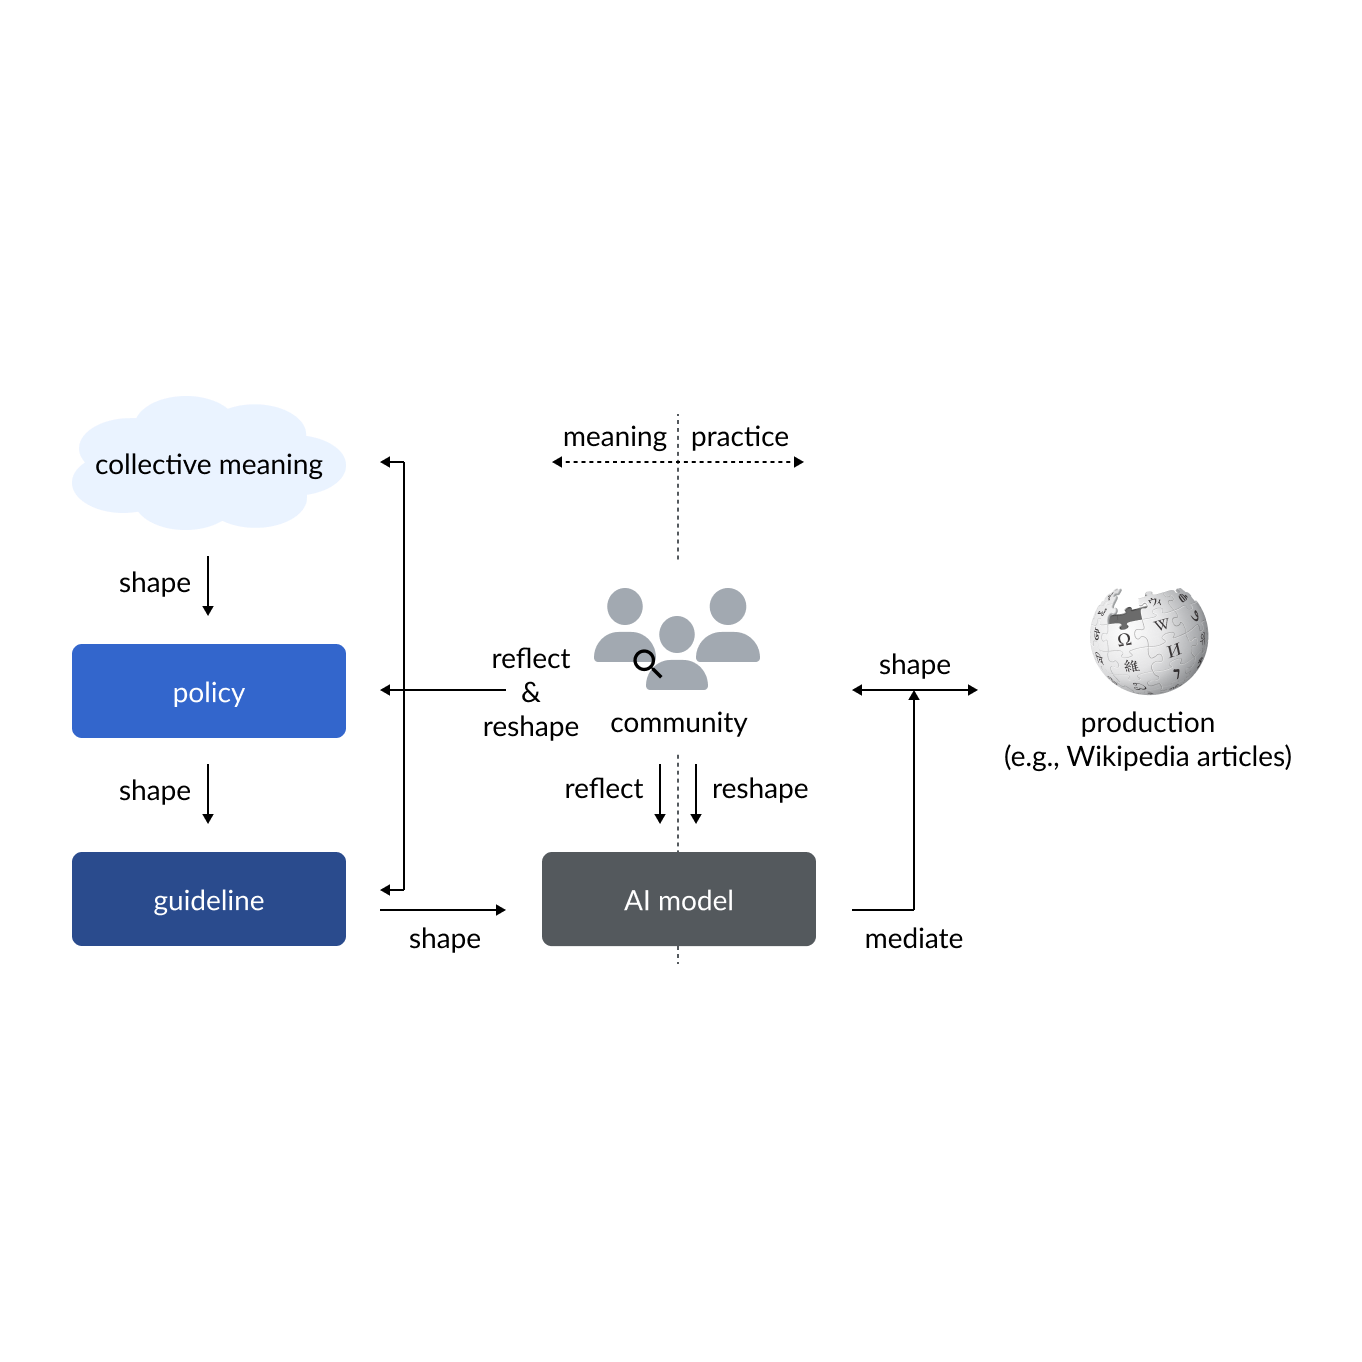 collective meaning
shape
policy
shape
guideline
shape
reflect
&
reshape
meaning
practice
community
reflect
reshape
AI model
shape
mediate
Ω
W
И
維
production
(e.g., Wikipedia articles)